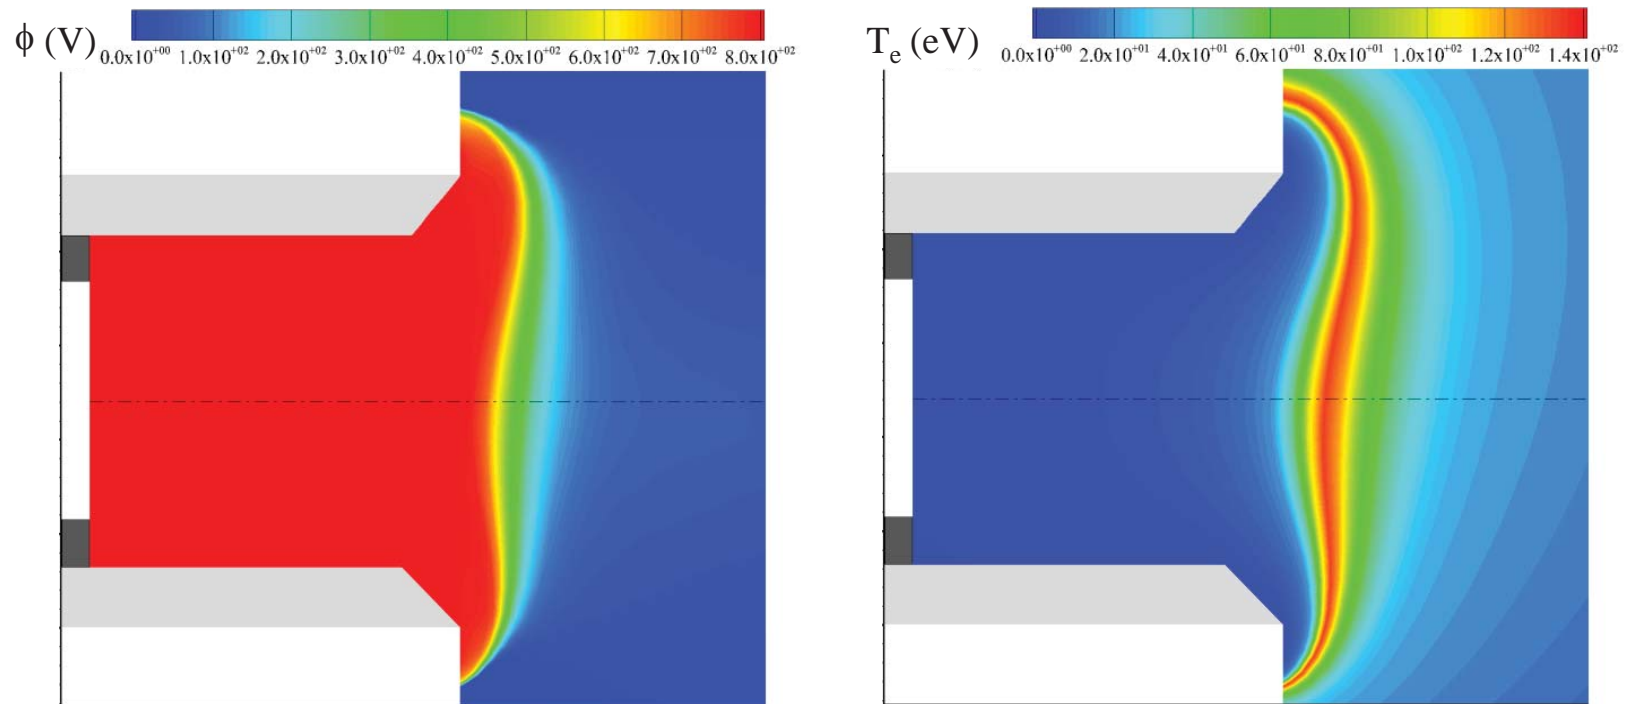 ϕ (V)
0.0x10⁺⁰⁰ 1.0x10⁺⁰² 2.0x10⁺⁰² 3.0x10⁺⁰² 4.0x10⁺⁰² 5.0x10⁺⁰² 6.0x10⁺⁰² 7.0x10⁺⁰² 8.0x10⁺⁰²
Tₑ (eV)
0.0x10⁺⁰⁰ 2.0x10⁺⁰¹ 4.0x10⁺⁰¹ 6.0x10⁺⁰¹ 8.0x10⁺⁰¹ 1.0x10⁺⁰² 1.2x10⁺⁰² 1.4x10⁺⁰²